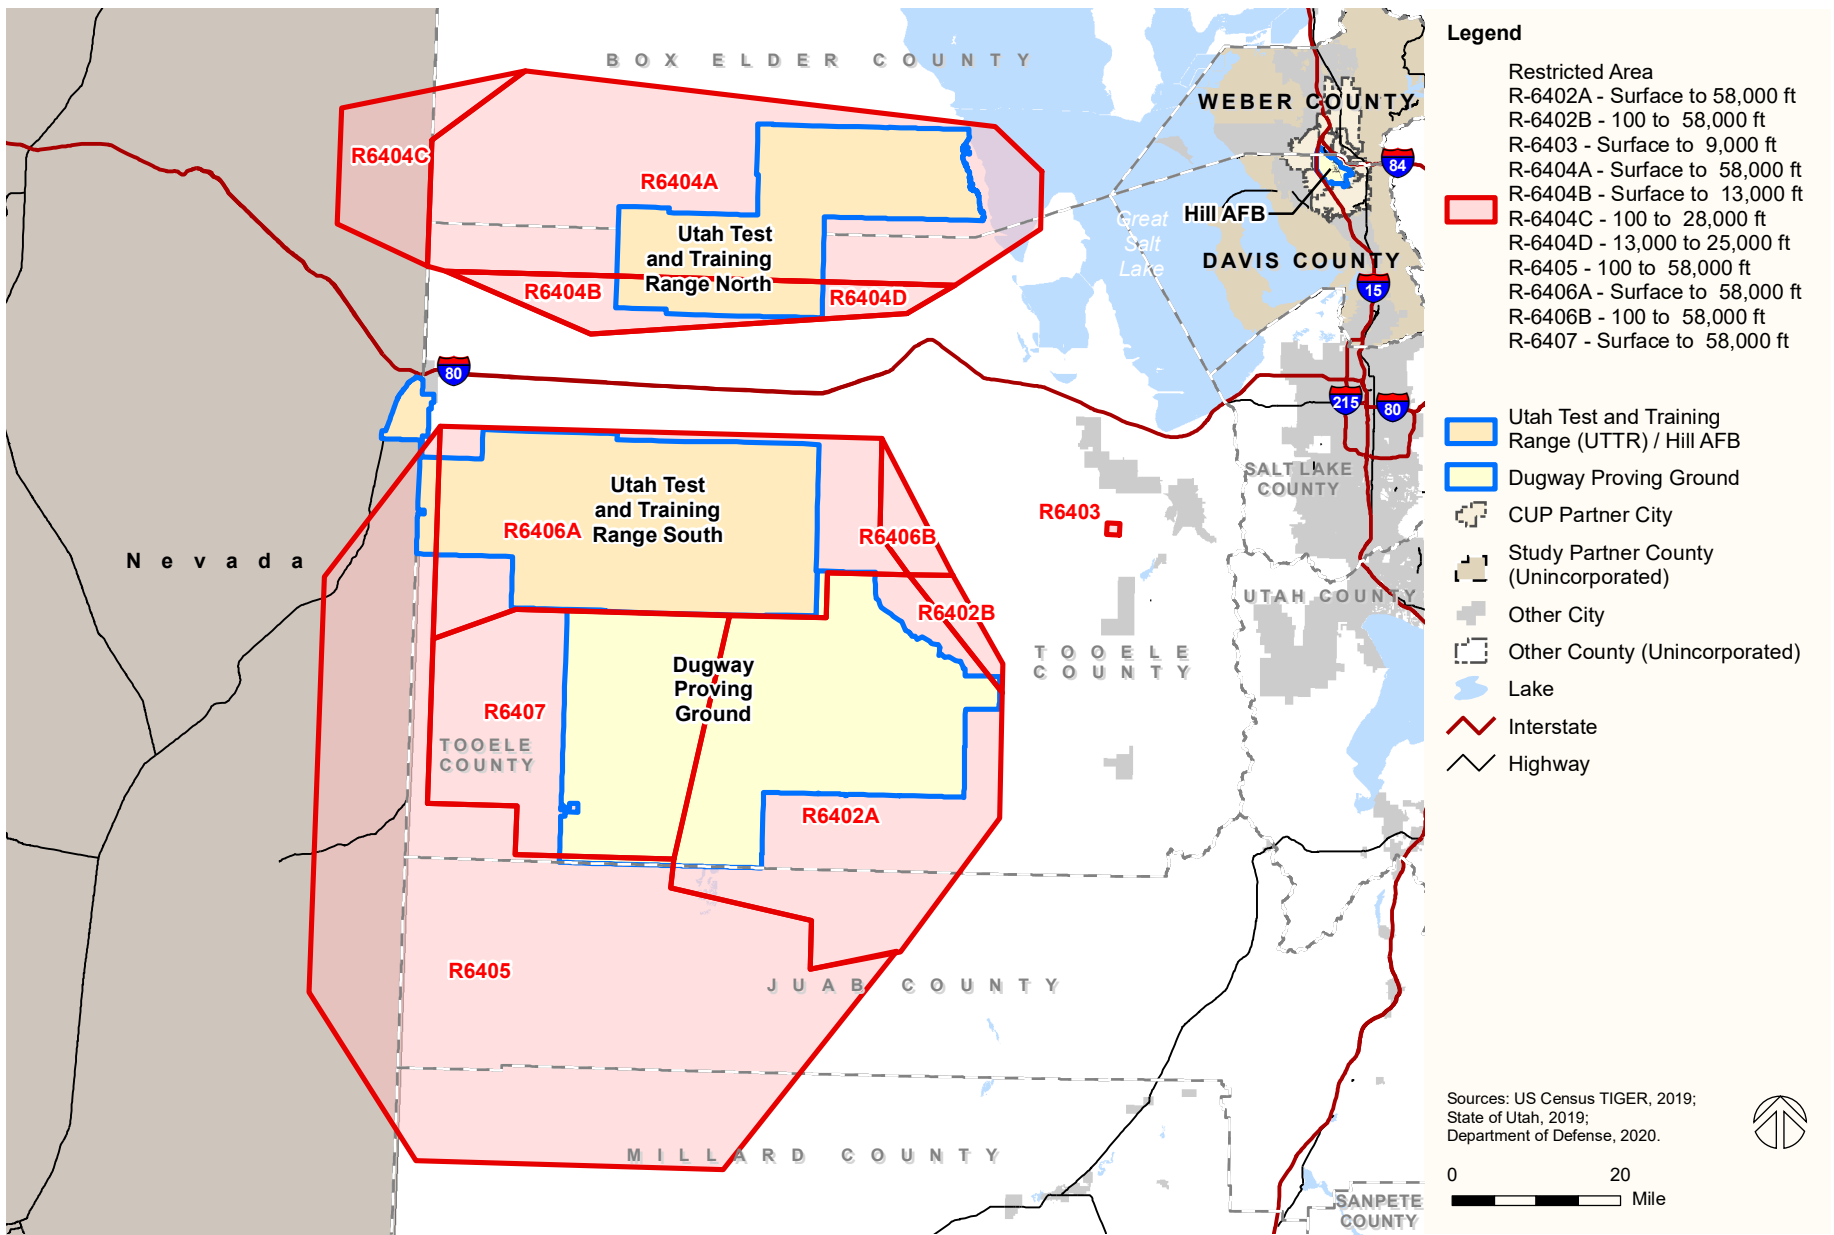 BOX ELDER COUNTY
WEBER COUNTY
84
R6404C
R6404A
Hill AFB
Great
Salt
Lake
Utah Test
and Training
Range North
DAVIS COUNTY
R6404B
R6404D
15
80
215
80
SALT LAKE
COUNTY
Utah Test
and Training
Range South
R6406A
R6406B
R6403
Nevada
UTAH COUNTY
R6402B
TOOELE
COUNTY
Dugway
Proving
Ground
R6407
TOOELE
COUNTY
R6402A
R6405
JUAB COUNTY
MILLARD COUNTY
SANPETE
COUNTY
Legend
Restricted Area
R-6402A - Surface to 58,000 ft
R-6402B - 100 to 58,000 ft
R-6403 - Surface to 9,000 ft
R-6404A - Surface to 58,000 ft
R-6404B - Surface to 13,000 ft
R-6404C - 100 to 28,000 ft
R-6404D - 13,000 to 25,000 ft
R-6405 - 100 to 58,000 ft
R-6406A - Surface to 58,000 ft
R-6406B - 100 to 58,000 ft
R-6407 - Surface to 58,000 ft
Utah Test and Training
Range (UTTR) / Hill AFB
Dugway Proving Ground
CUP Partner City
Study Partner County
(Unincorporated)
Other City
Other County (Unincorporated)
Lake
Interstate
Highway
Sources: US Census TIGER, 2019;
State of Utah, 2019;
Department of Defense, 2020.
0 20
Mile